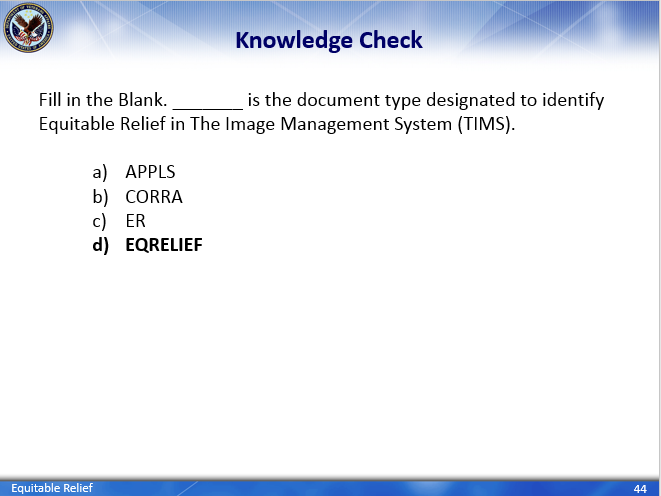 Knowledge Check
Fill in the Blank. _______ is the document type designated to identify
Equitable Relief in The Image Management System (TIMS).
a) APPLS
b) CORRA
c) ER
d) EQRELIEF
Equitable Relief
44